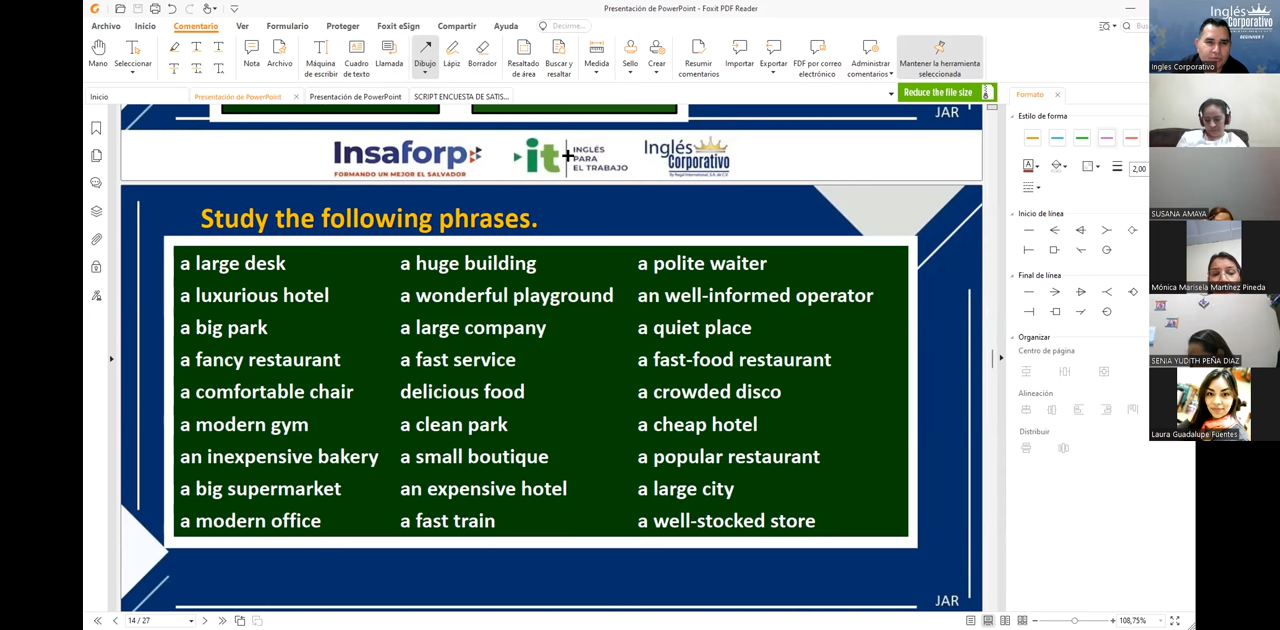 Presentación de PowerPoint - Foxit PDF Reader
Archivo Inicio Comentario Ver Formulario Proteger Foxit eSign Compartir Ayuda Decirme...
Mano Seleccionar Nota Archivo Máquina de escribir Cuadro de texto Llamada Dibujo Lápiz Borrador Resaltado de área Buscar y resaltar Medida Sello Crear Resumir comentarios Importar Exportar PDF por correo electrónico Administrar comentarios Mantener la herramienta seleccionada
Inicio Presentación de PowerPoint Presentación de PowerPoint SCRIPT ENCUESTA DE SATIS... Reduce the file size
JAR
Insaforp
FORMANDO UN MEJOR EL SALVADOR
it INGLÉS PARA EL TRABAJO
Inglés Corporativo
Study the following phrases.
a large desk a huge building a polite waiter
a luxurious hotel a wonderful playground an well-informed operator
a big park a large company a quiet place
a fancy restaurant a fast service a fast-food restaurant
a comfortable chair delicious food a crowded disco
a modern gym a clean park a cheap hotel
an inexpensive bakery a small boutique a popular restaurant
a big supermarket an expensive hotel a large city
a modern office a fast train a well-stocked store
JAR
14 / 27
108,75%
Formato
Estilo de forma
2,00
Inicio de línea
Final de línea
Organizar
Centro de página
Alineación
Distribuir
Inglés Corporativo
BEGINNER 1
Ingles Corporativo
SUSANA AMAYA
Mónica Marisela Martínez Pineda
SENIA YUDITH PEÑA DIAZ
Laura Guadalupe Fuentes